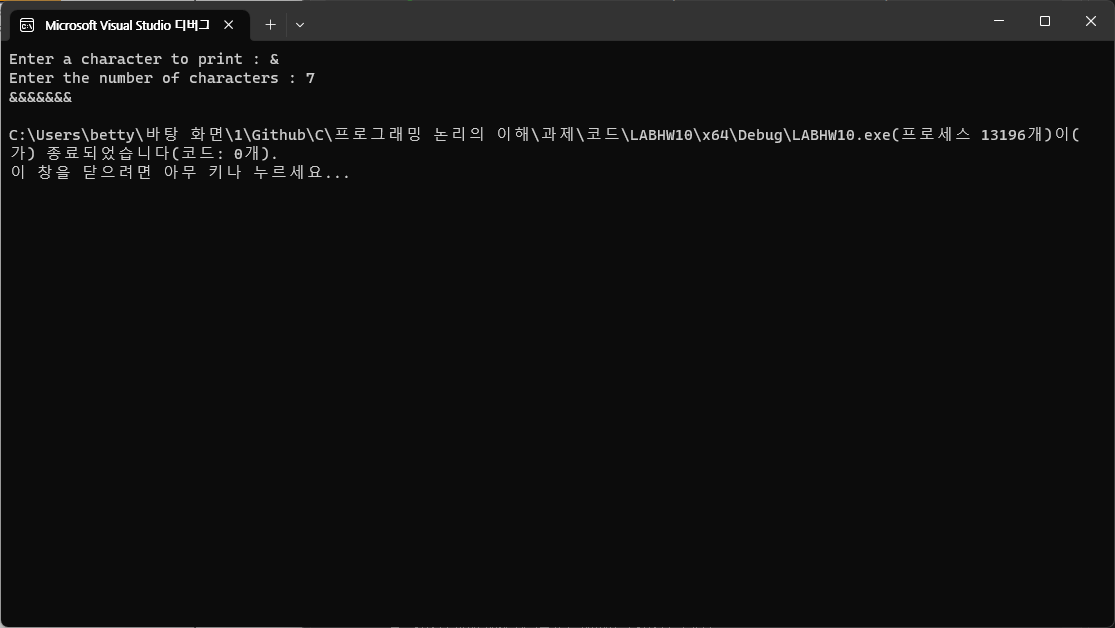 Microsoft Visual Studio 디버그
Enter a character to print : &
Enter the number of characters : 7
&&&&&&&
C:\Users\betty\바탕 화면\1\Github\C\프로그래밍 논리의 이해\과제\코드\LABHW10\x64\Debug\LABHW10.exe(프로세스 13196개)이(
가) 종료되었습니다(코드: 0개).
이 창을 닫으려면 아무 키나 누르세요...